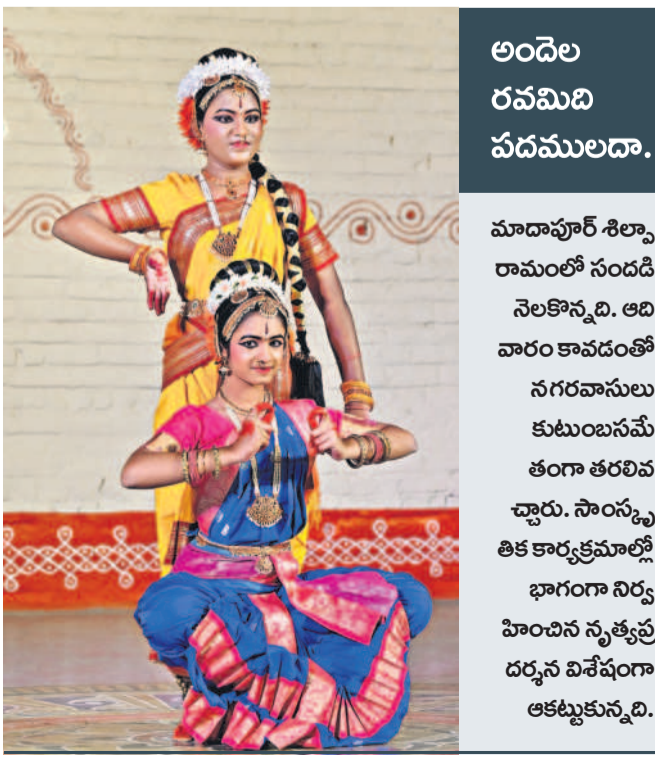 అందెల
రవమిది
పదములదా.
మాదాపూర్ శిల్పా
రామంలో సందడి
నెలకొన్నది. ఆది
వారం కావడంతో
నగరవాసులు
కుటుంబసమే
తంగా తరలివ
చ్చారు. సాంస్కృ
తిక కార్యక్రమాల్లో
భాగంగా నిర్వ
హించిన నృత్యప్ర
దర్శన విశేషంగా
ఆకట్టుకున్నది.